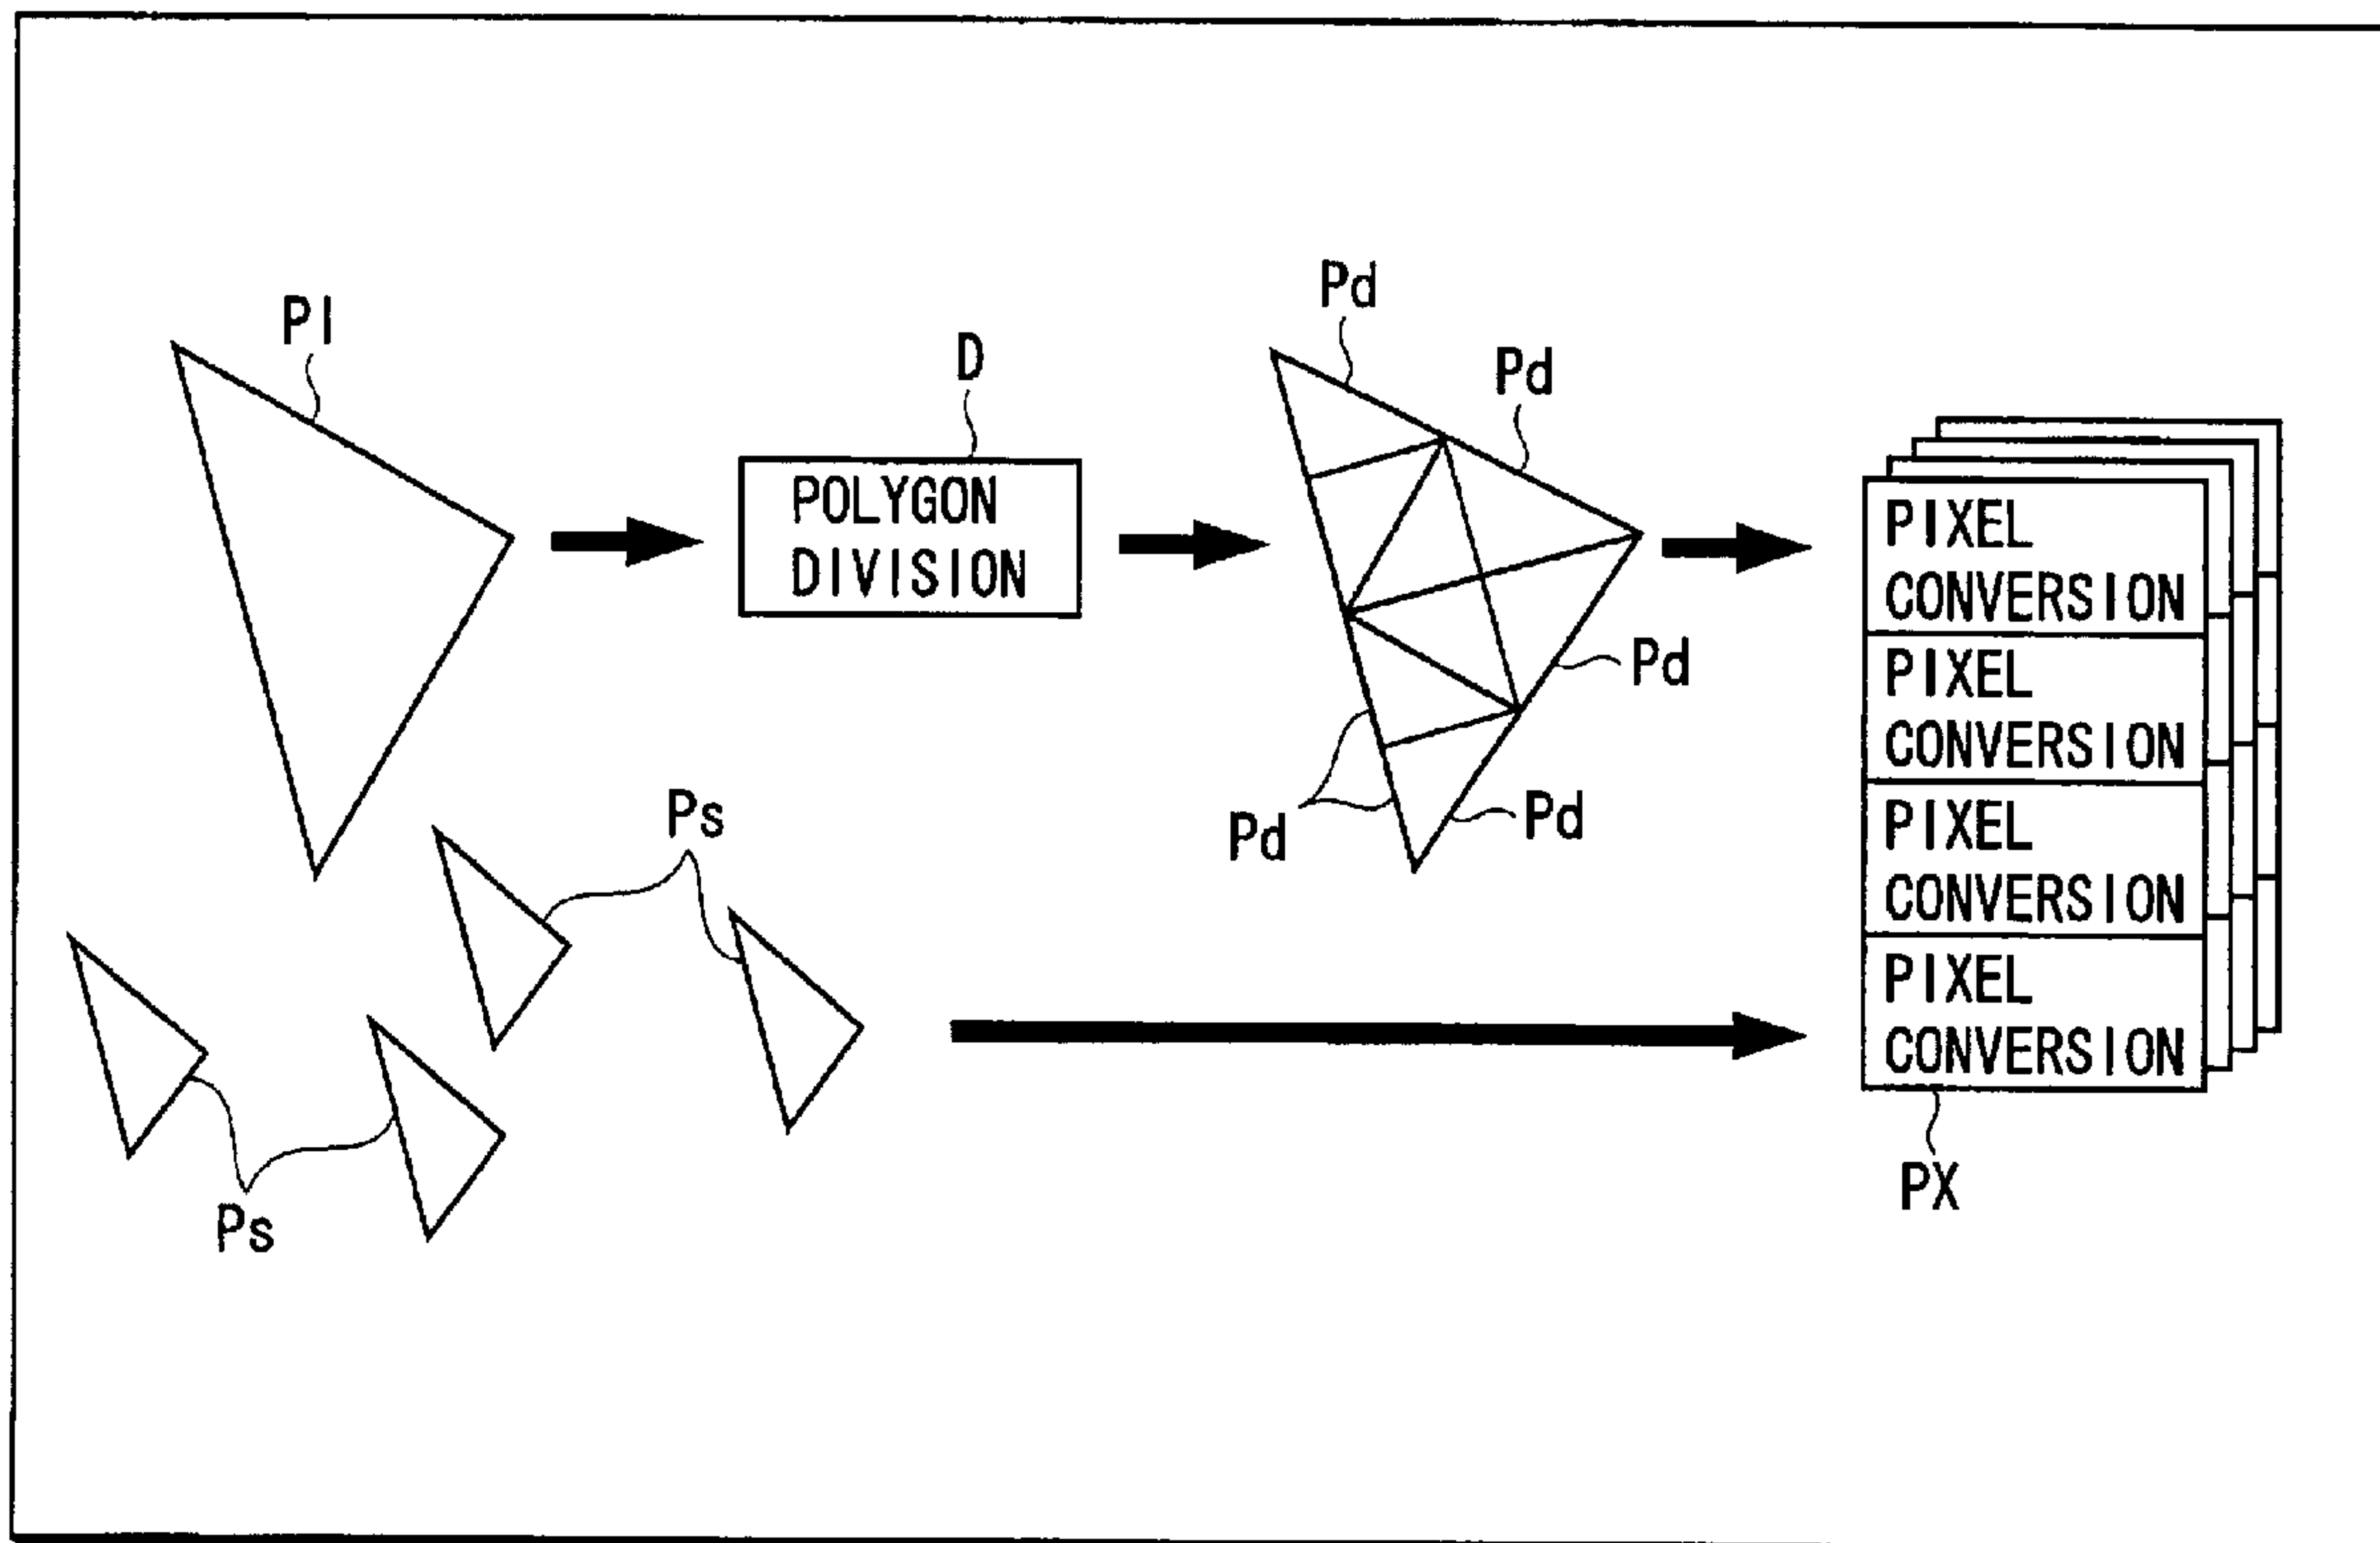 Pd
Pl
D
Pd
POLYGON
DIVISION
PIXEL
CONVERSION
PIXEL
CONVERSION
PIXEL
CONVERSION
PIXEL
CONVERSION
Pd
Ps
Pd
Pd
Ps
PX